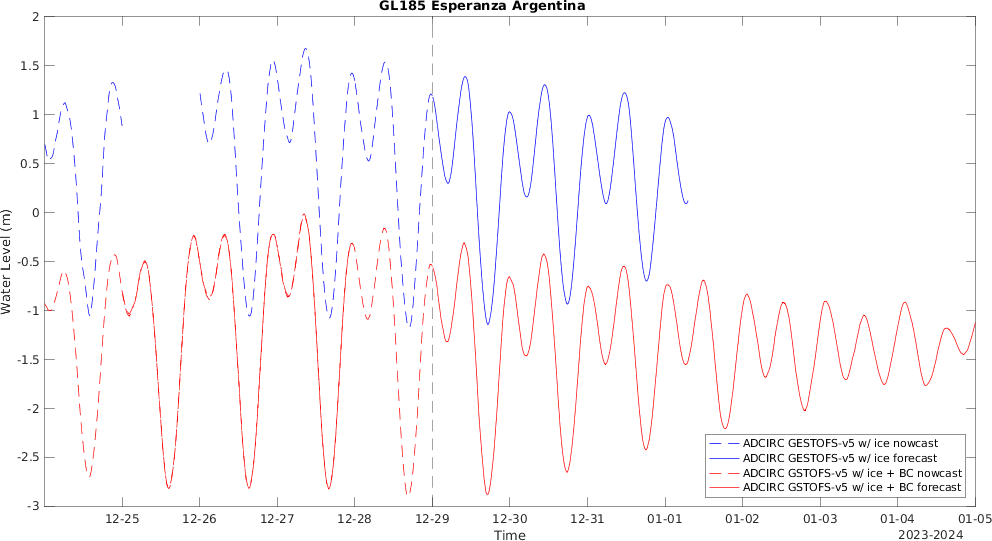 GL185 Esperanza Argentina
2
1.5
1
0.5
0
-0.5
-1
-1.5
-2
-2.5
-3
Water Level (m)
ADCIRC GESTOFS-v5 w/ ice nowcast
ADCIRC GESTOFS-v5 w/ ice forecast
ADCIRC GSTOFS-v5 w/ ice + BC nowcast
ADCIRC GSTOFS-v5 w/ ice + BC forecast
12-25 12-26 12-27 12-28 12-29 12-30 12-31 01-01 01-02 01-03 01-04 01-05
Time
2023-2024